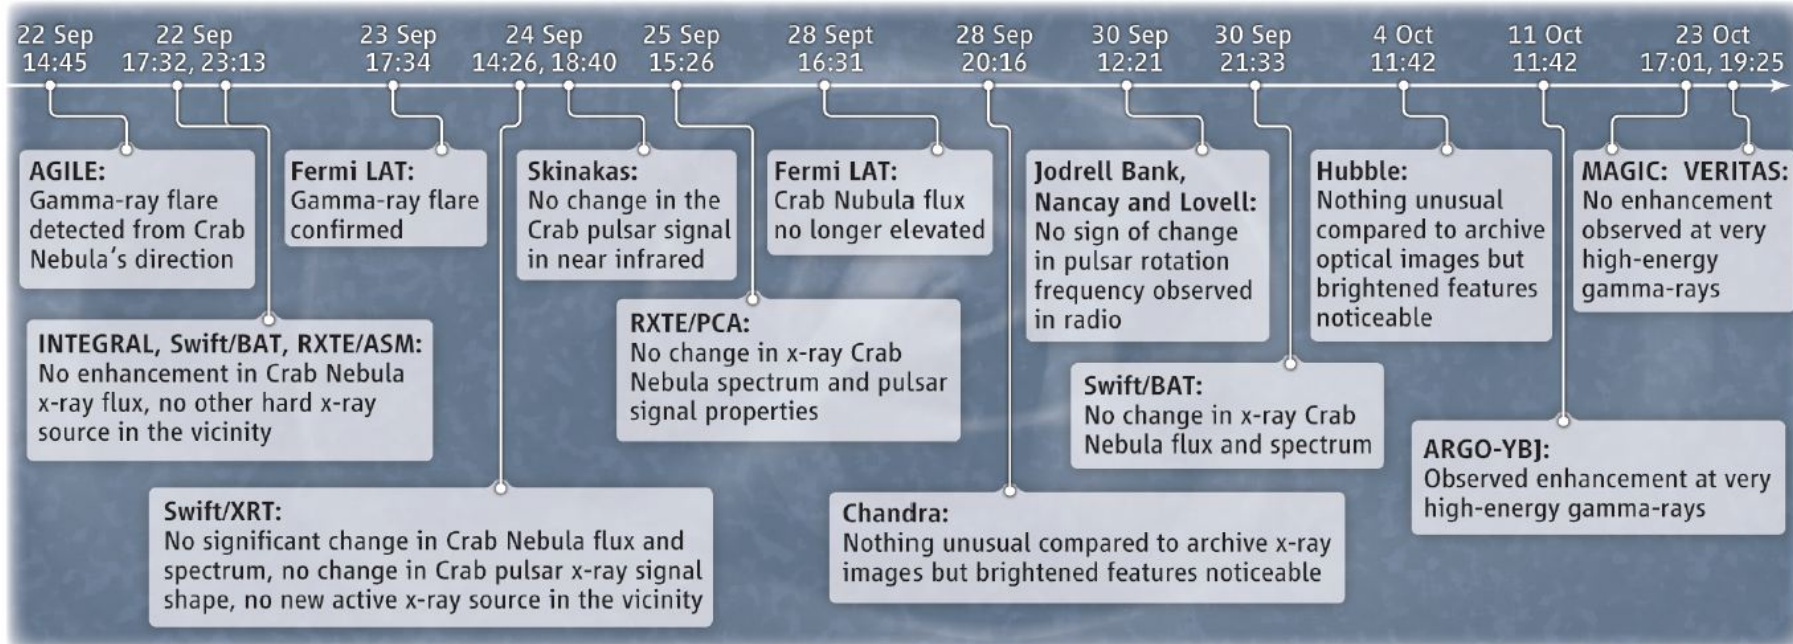 22 Sep
14:45
22 Sep
17:32, 23:13
23 Sep
17:34
24 Sep
14:26, 18:40
25 Sep
15:26
28 Sept
16:31
28 Sep
20:16
30 Sep
12:21
30 Sep
21:33
4 Oct
11:42
11 Oct
11:42
23 Oct
17:01, 19:25
AGILE:
Gamma-ray flare
detected from Crab
Nebula's direction
INTEGRAL, Swift/BAT, RXTE/ASM:
No enhancement in Crab Nebula
x-ray flux, no other hard x-ray
source in the vicinity
Fermi LAT:
Gamma-ray flare
confirmed
Swift/XRT:
No significant change in Crab Nebula flux and
spectrum, no change in Crab pulsar x-ray signal
shape, no new active x-ray source in the vicinity
Skinakas:
No change in the
Crab pulsar signal
in near infrared
RXTE/PCA:
No change in x-ray Crab
Nebula spectrum and pulsar
signal properties
Fermi LAT:
Crab Nubula flux
no longer elevated
Chandra:
Nothing unusual compared to archive x-ray
images but brightened features noticeable
Jodrell Bank,
Nancay and Lovell:
No sign of change
in pulsar rotation
frequency observed
in radio
Swift/BAT:
No change in x-ray Crab
Nebula flux and spectrum
Hubble:
Nothing unusual
compared to archive
optical images but
brightened features
noticeable
ARGO-YBJ:
Observed enhancement at very
high-energy gamma-rays
MAGIC: VERITAS:
No enhancement
observed at very
high-energy
gamma-rays